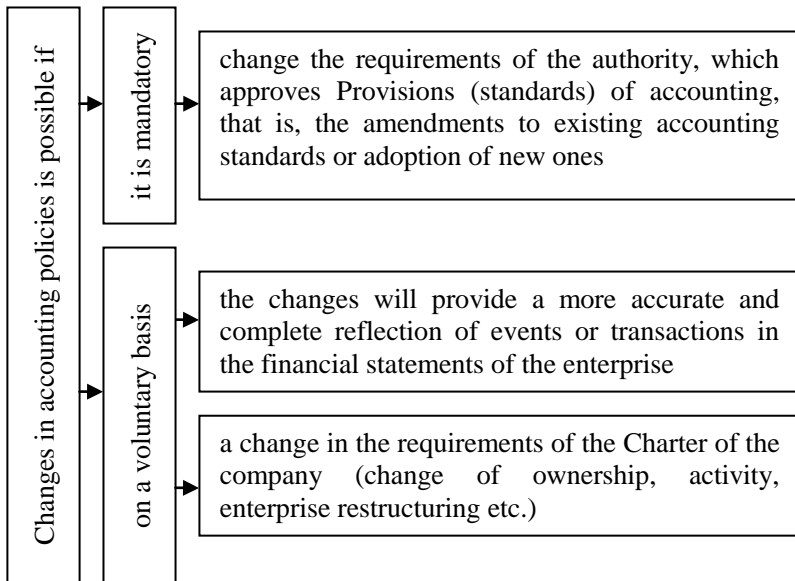 Changes in accounting policies is possible if
it is mandatory
change the requirements of the authority, which
approves Provisions (standards) of accounting,
that is, the amendments to existing accounting
standards or adoption of new ones
on a voluntary basis
the changes will provide a more accurate and
complete reflection of events or transactions in
the financial statements of the enterprise
a change in the requirements of the Charter of the
company (change of ownership, activity,
enterprise restructuring etc.)